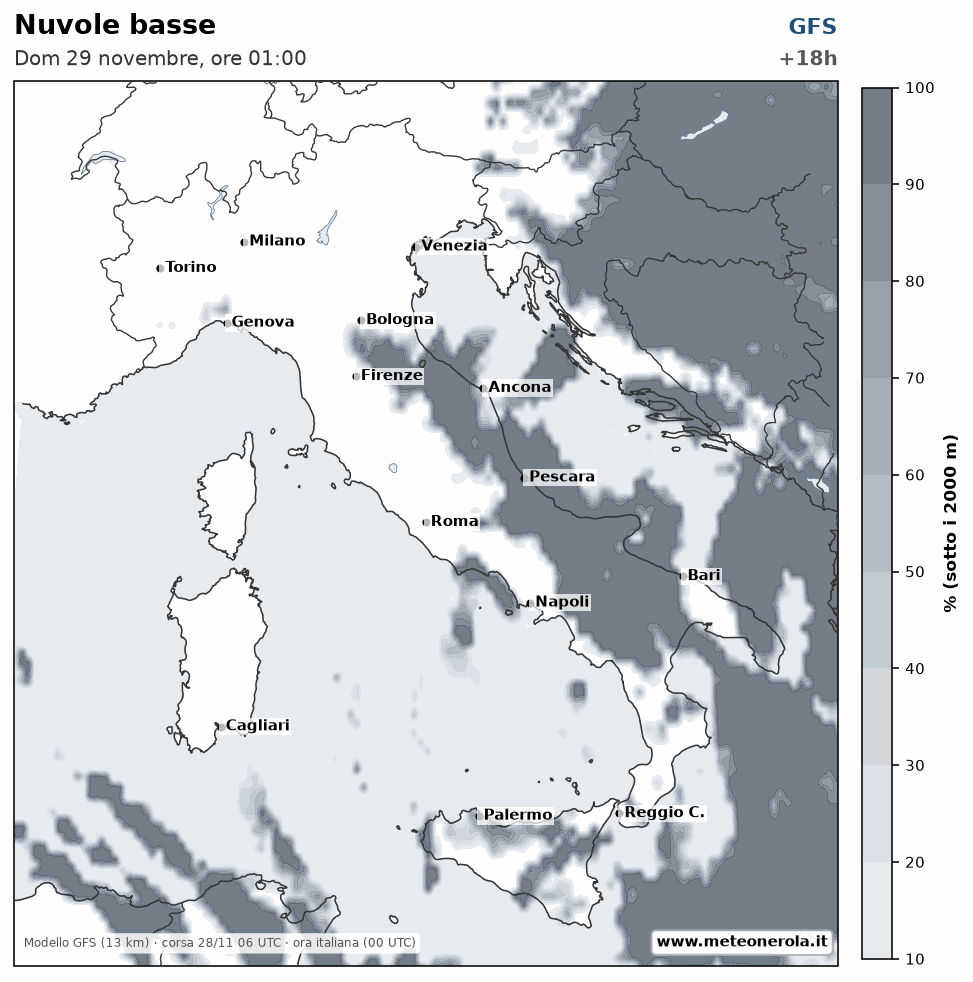 Nuvole basse
GFS
Dom 29 novembre, ore 01:00
+18h
100
90
80
70
60
50
40
30
20
10
% (sotto i 2000 m)
Milano
Venezia
Torino
Genova
Bologna
Firenze
Ancona
Pescara
Roma
Bari
Napoli
Cagliari
Palermo
Reggio C.
Modello GFS (13 km) · corsa 28/11 06 UTC · ora italiana (00 UTC)
www.meteonerola.it